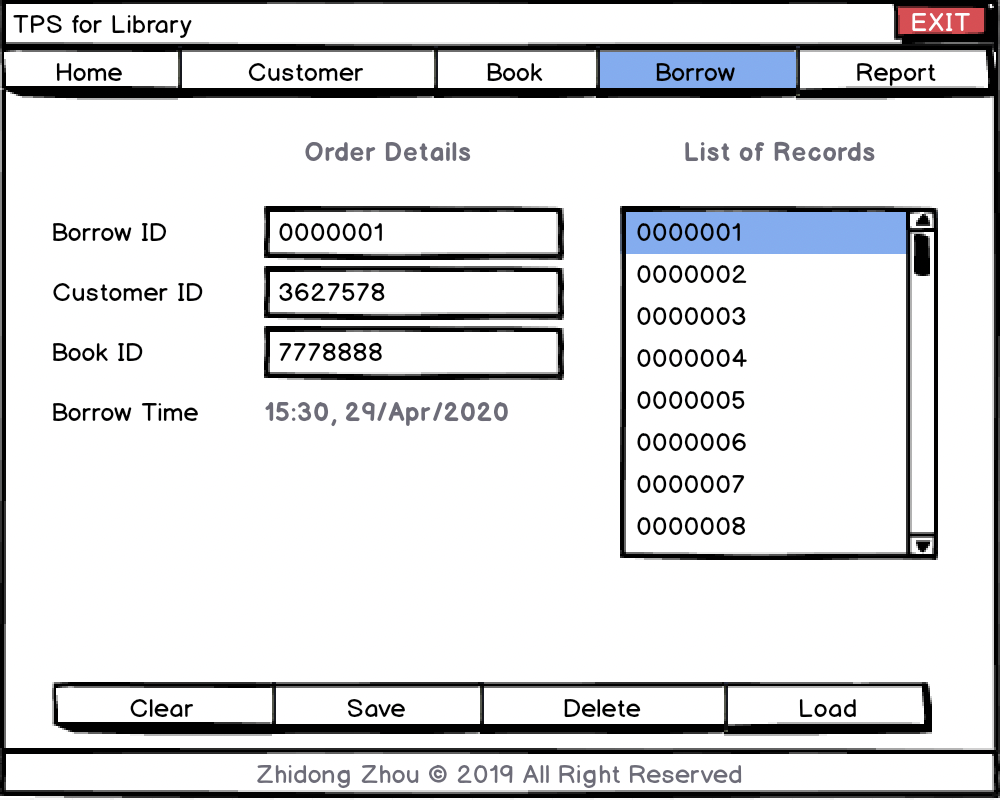 TPS for Library
EXIT
Home Customer Book Borrow Report
Order Details
List of Records
Borrow ID 0000001
Customer ID 3627578
Book ID 7778888
Borrow Time 15:30, 29/Apr/2020
0000001
0000002
0000003
0000004
0000005
0000006
0000007
0000008
Clear Save Delete Load
Zhidong Zhou © 2019 All Right Reserved